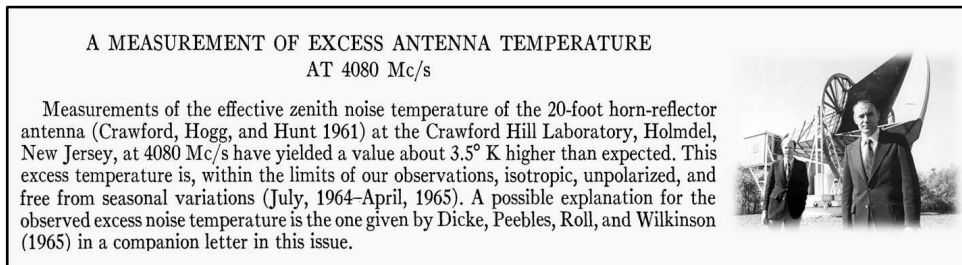 A MEASUREMENT OF EXCESS ANTENNA TEMPERATURE
AT 4080 Mc/s
Measurements of the effective zenith noise temperature of the 20-foot horn-reflector
antenna (Crawford, Hogg, and Hunt 1961) at the Crawford Hill Laboratory, Holmdel,
New Jersey, at 4080 Mc/s have yielded a value about 3.5° K higher than expected. This
excess temperature is, within the limits of our observations, isotropic, unpolarized, and
free from seasonal variations (July, 1964–April, 1965). A possible explanation for the
observed excess noise temperature is the one given by Dicke, Peebles, Roll, and Wilkinson
(1965) in a companion letter in this issue.